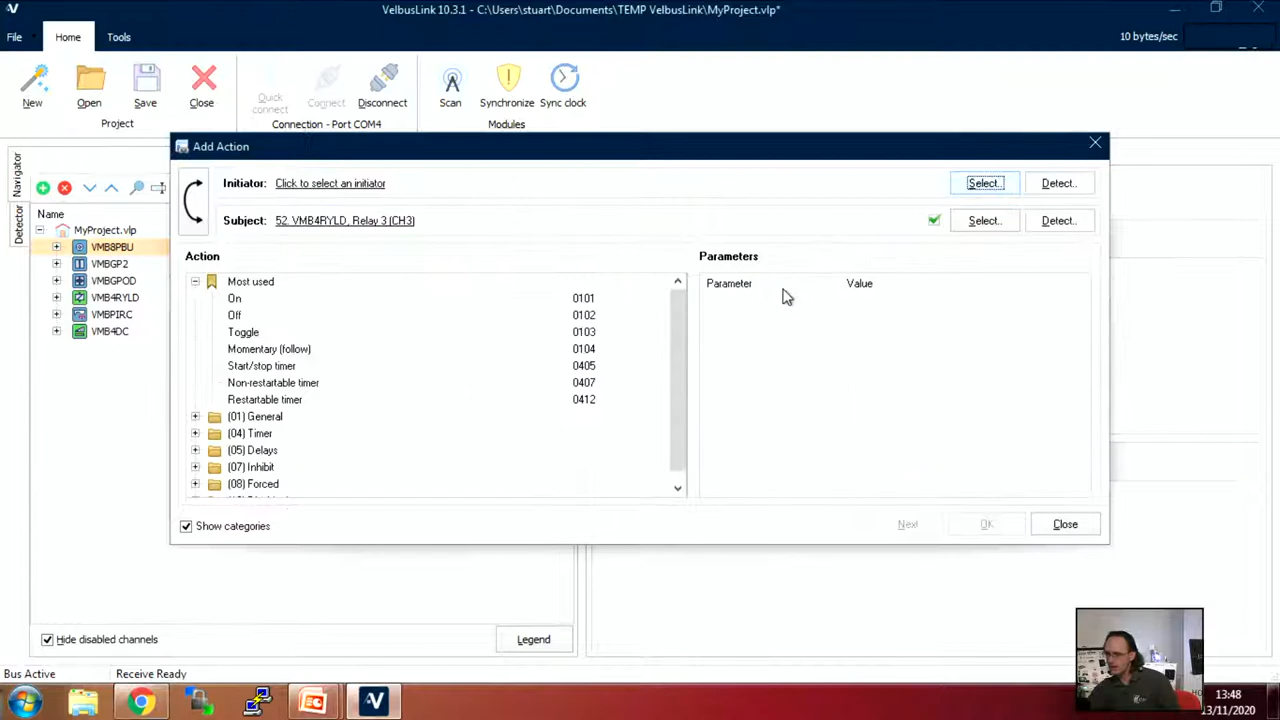 VelbusLink 10.3.1 - C:\Users\stuart\Documents\TEMP VelbusLink\MyProject.vlp*
File
Home
Tools
10 bytes/sec
New
Open
Save
Close
Quick connect
Connect
Disconnect
Scan
Synchronize
Sync clock
Project
Connection - Port COM4
Modules
Navigator
Detector
Name
MyProject.vlp
VMB8PBU
VMBGP2
VMBGPOD
VMB4RYLD
VMBPIRC
VMB4DC
Add Action
Initiator: Click to select an initiator
Select..
Detect..
Subject: 52. VMB4RYLD, Relay 3 (CH3)
Select..
Detect..
Action
Most used
On 0101
Off 0102
Toggle 0103
Momentary (follow) 0104
Start/stop timer 0405
Non-restartable timer 0407
Restartable timer 0412
(01) General
(04) Timer
(05) Delays
(07) Inhibit
(08) Forced
Parameters
Parameter Value
Show categories
Next
OK
Close
Hide disabled channels
Legend
Bus Active
Receive Ready
13:48
13/11/2020